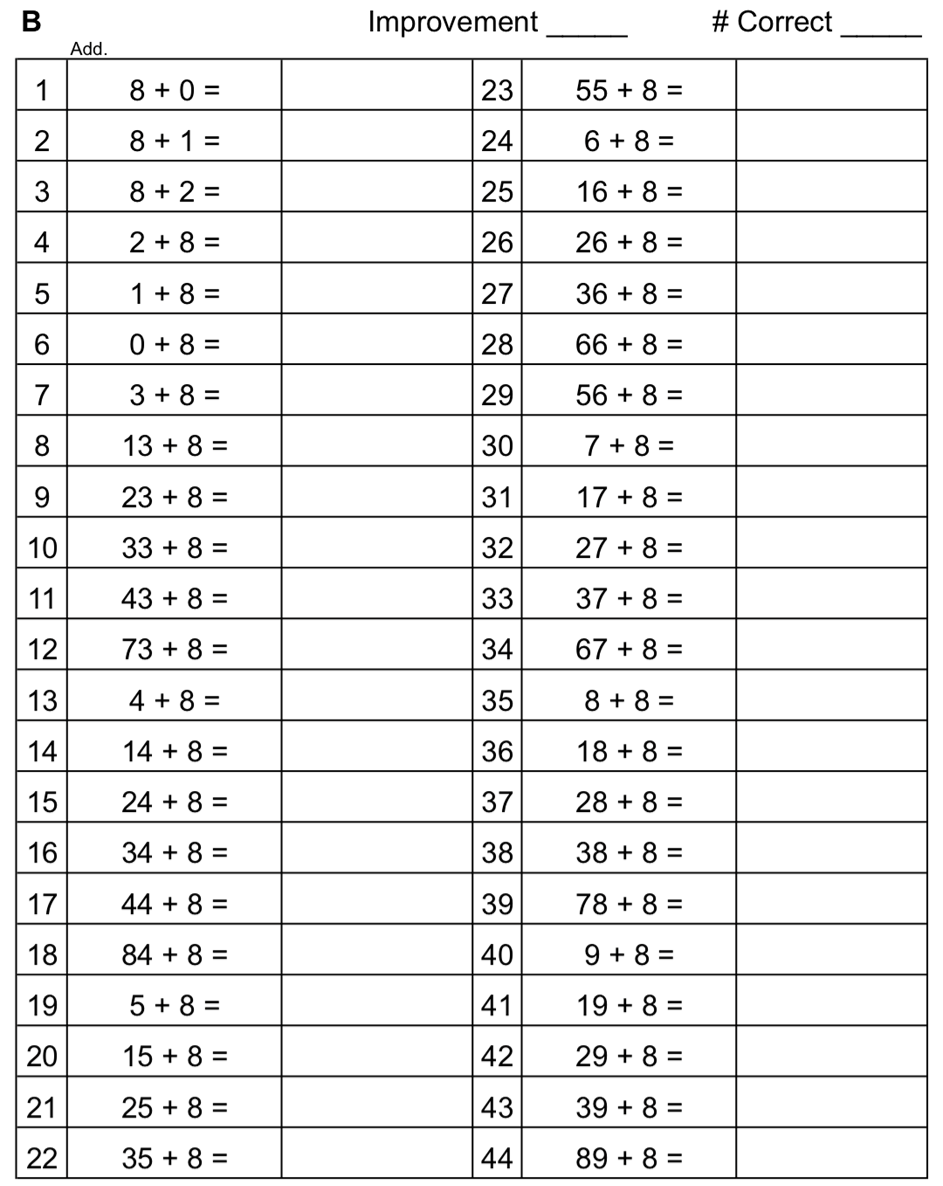 B Improvement _____ # Correct _____
Add.
1 8 + 0 = 23 55 + 8 =
2 8 + 1 = 24 6 + 8 =
3 8 + 2 = 25 16 + 8 =
4 2 + 8 = 26 26 + 8 =
5 1 + 8 = 27 36 + 8 =
6 0 + 8 = 28 66 + 8 =
7 3 + 8 = 29 56 + 8 =
8 13 + 8 = 30 7 + 8 =
9 23 + 8 = 31 17 + 8 =
10 33 + 8 = 32 27 + 8 =
11 43 + 8 = 33 37 + 8 =
12 73 + 8 = 34 67 + 8 =
13 4 + 8 = 35 8 + 8 =
14 14 + 8 = 36 18 + 8 =
15 24 + 8 = 37 28 + 8 =
16 34 + 8 = 38 38 + 8 =
17 44 + 8 = 39 78 + 8 =
18 84 + 8 = 40 9 + 8 =
19 5 + 8 = 41 19 + 8 =
20 15 + 8 = 42 29 + 8 =
21 25 + 8 = 43 39 + 8 =
22 35 + 8 = 44 89 + 8 =